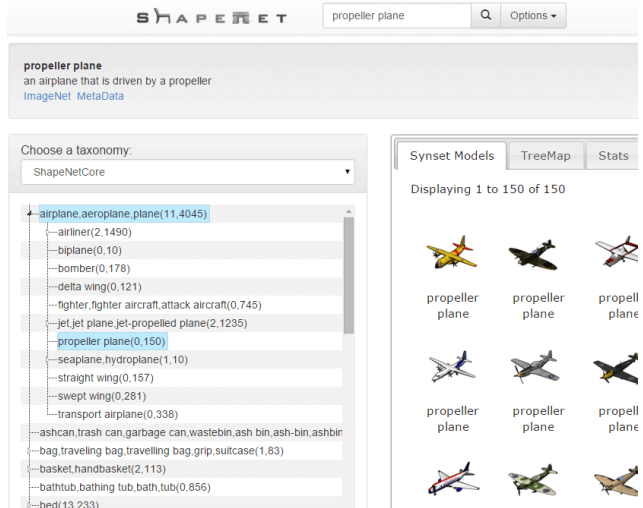 SHAPENET
propeller plane
Options
propeller plane
an airplane that is driven by a propeller
ImageNet MetaData
Choose a taxonomy:
ShapeNetCore
airplane,aeroplane,plane(11,4045)
airliner(2,1490)
biplane(0,10)
bomber(0,178)
delta wing(0,121)
fighter,fighter aircraft,attack aircraft(0,745)
jet,jet plane,jet-propelled plane(2,1235)
propeller plane(0,150)
seaplane,hydroplane(1,10)
straight wing(0,157)
swept wing(0,281)
transport airplane(0,338)
ashcan,trash can,garbage can,wastebin,ash bin,ash-bin,ashbin
bag,traveling bag,travelling bag,grip,suitcase(1,83)
basket,handbasket(2,113)
bathtub,bathing tub,bath,tub(0,856)
bed(13,233)
Synset Models
TreeMap
Stats
Displaying 1 to 150 of 150
propeller
plane
propeller
plane
plane
propeller
plane
propeller
plane
plane